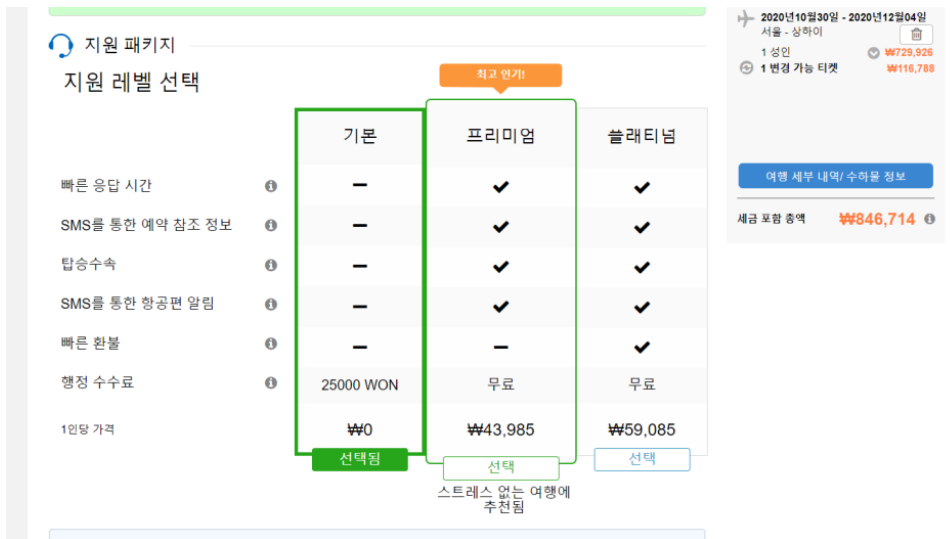 지원 패키지
지원 레벨 선택
최고 인기!
기본 프리미엄 플래티넘
빠른 응답 시간
SMS를 통한 예약 참조 정보
탑승수속
SMS를 통한 항공편 알림
빠른 환불
행정 수수료 25000 WON 무료 무료
1인당 가격 ₩0 ₩43,985 ₩59,085
선택됨 선택 선택
스트레스 없는 여행에
추천됨
2020년10월30일 - 2020년12월04일
서울 - 상하이
1 성인 ₩729,926
1 변경 가능 티켓 ₩116,788
여행 세부 내역/ 수하물 정보
세금 포함 총액 ₩846,714